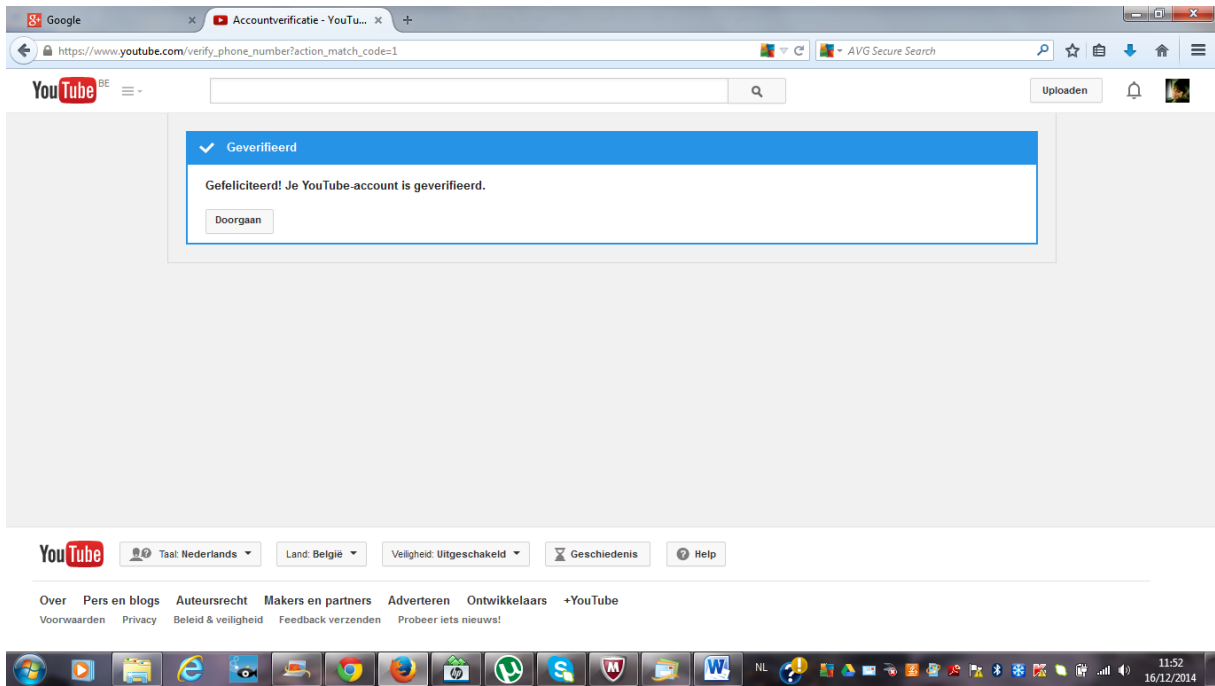 Google
Accountverificatie - YouTu...
https://www.youtube.com/verify_phone_number?action_match_code=1
AVG Secure Search
YouTube BE
Uploaden
Geverifieerd
Gefeliciteerd! Je YouTube-account is geverifieerd.
Doorgaan
YouTube
Taal: Nederlands
Land: België
Veiligheid: Uitgeschakeld
Geschiedenis
Help
Over Pers en blogs Auteursrecht Makers en partners Adverteren Ontwikkelaars +YouTube
Voorwaarden Privacy Beleid & veiligheid Feedback verzenden Probeer iets nieuws!
NL
11:52
16/12/2014